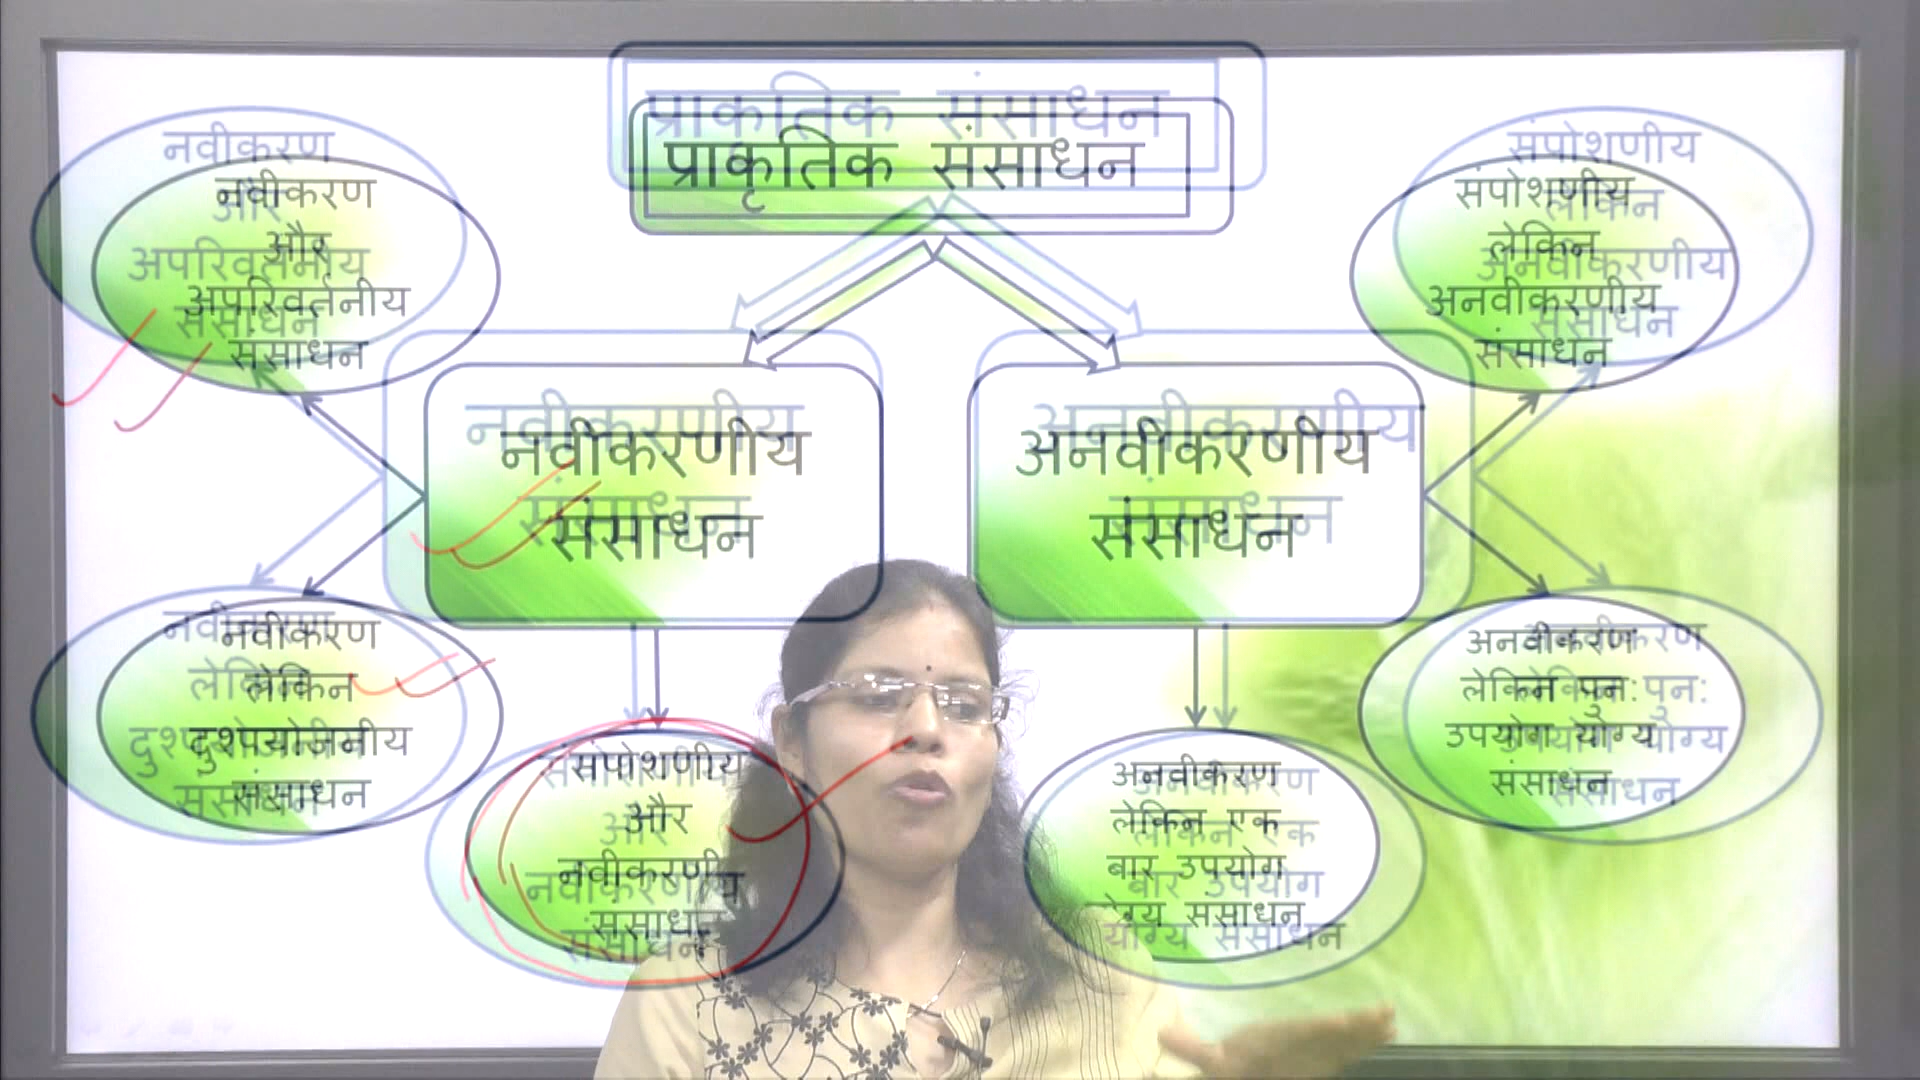 प्राकृतिक संसाधन
नवीकरण
और
अपरिवर्तनीय
संसाधन
संपोशणीय
लेकिन
अनवीकरणीय
संसाधन
नवीकरणीय
संसाधन
अनवीकरणीय
संसाधन
नवीकरण
लेकिन
दुश्पयोजनीय
संसाधन
अनवीकरण
लेकिन पुन:
उपयोग योग्य
संसाधन
संपोशणीय
और
नवीकरणीय
संसाधन
अनवीकरण
लेकिन एक
बार उपयोग
योग्य संसाधन